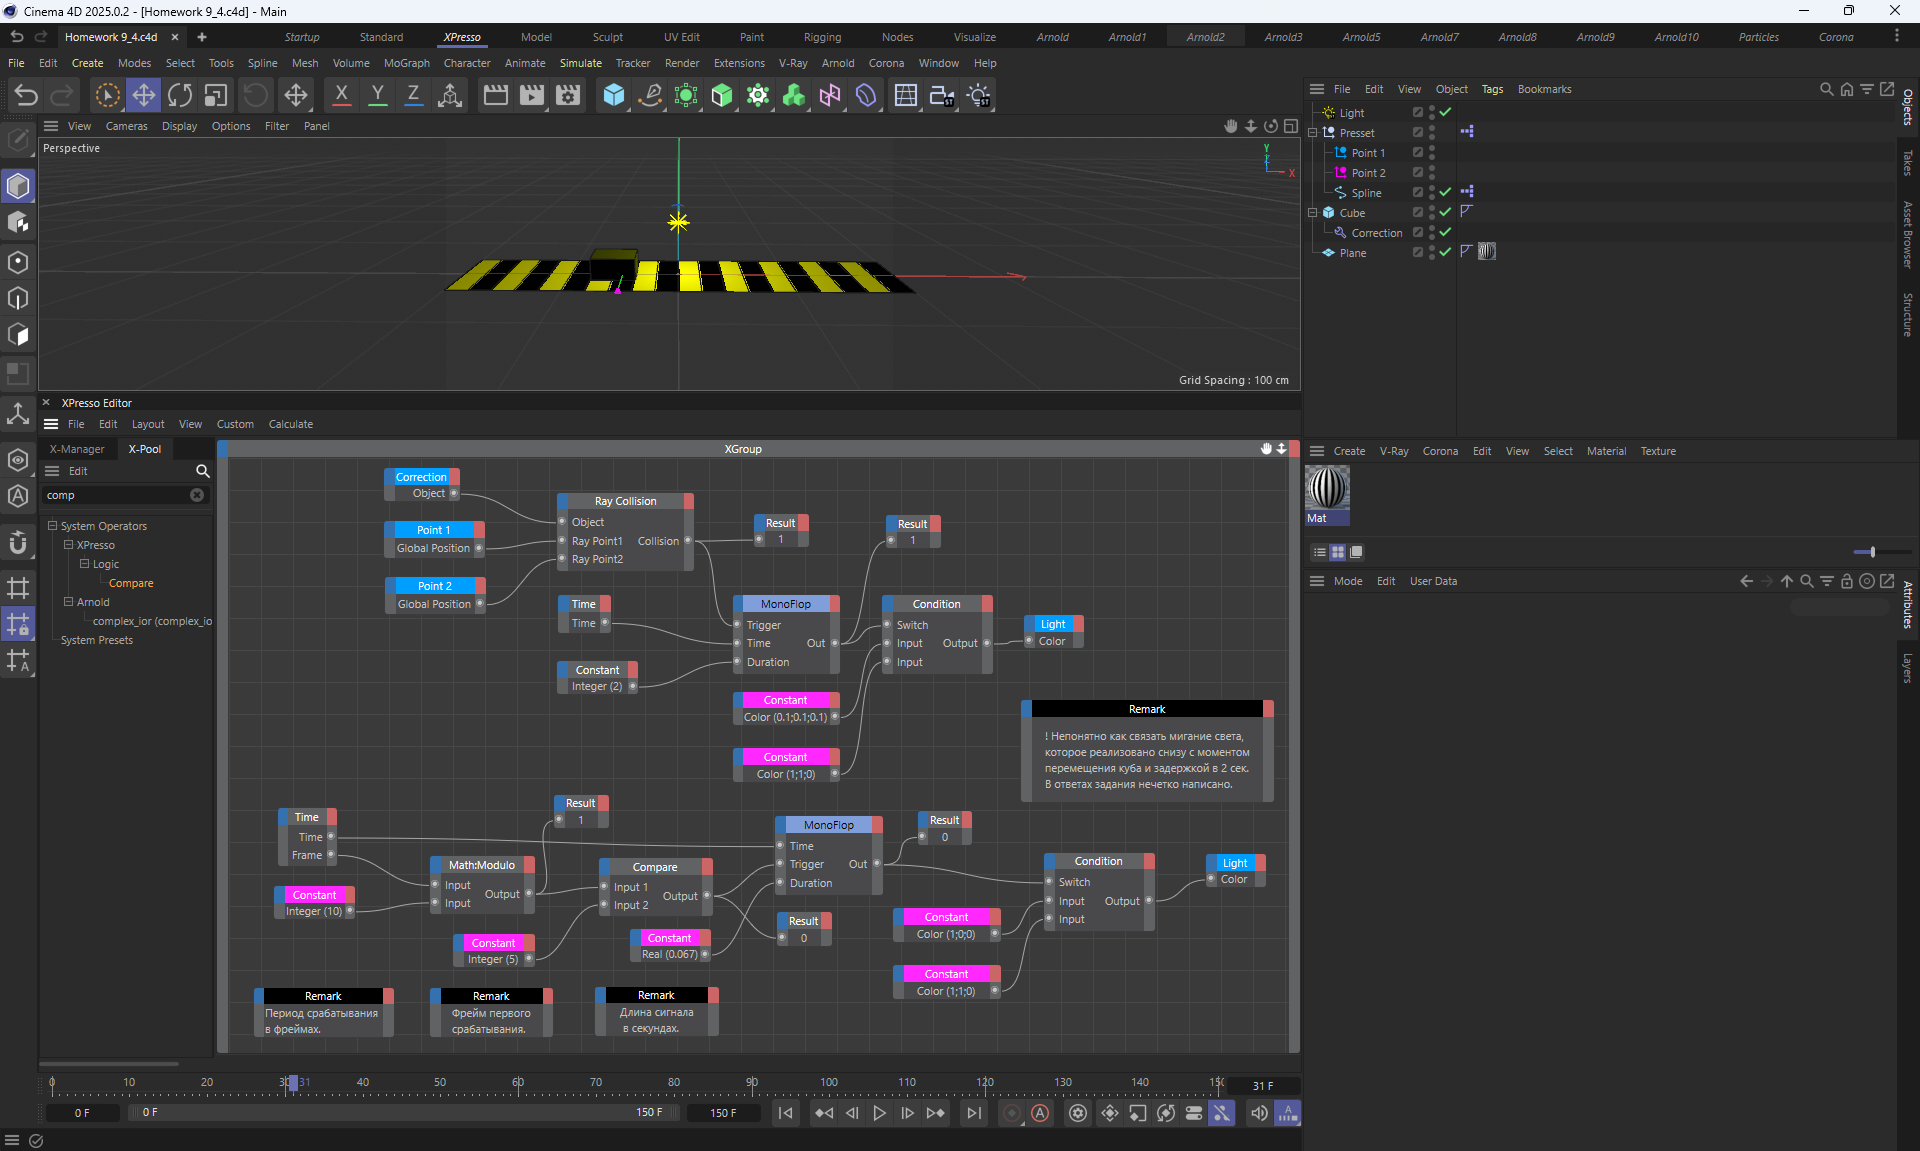 Cinema 4D 2025.0.2 - [Homework 9_4.c4d] - Main
Homework 9_4.c4d
Startup Standard XPresso Model Sculpt UV Edit Paint Rigging Nodes Visualize Arnold Arnold1 Arnold2 Arnold3 Arnold5 Arnold7 Arnold8 Arnold9 Arnold10 Particles Corona
File Edit Create Modes Select Tools Spline Mesh Volume MoGraph Character Animate Simulate Tracker Render Extensions V-Ray Arnold Corona Window Help
X Y Z
View Cameras Display Options Filter Panel
Perspective
Y
Z
X
Grid Spacing : 100 cm
XPresso Editor
File Edit Layout View Custom Calculate
X-Manager X-Pool
Edit
comp
System Operators
XPresso
Logic
Compare
Arnold
complex_ior (complex_io
System Presets
XGroup
Correction
Object
Point 1
Global Position
Point 2
Global Position
Ray Collision
Object
Ray Point1 Collision
Ray Point2
Result
1
Result
1
Time
Time
Constant
Integer (2)
MonoFlop
Trigger
Time Out
Duration
Condition
Switch
Input Output
Input
Light
Color
Constant
Color (0.1;0.1;0.1)
Constant
Color (1;1;0)
Remark
! Непонятно как связать мигание света,
которое реализовано снизу с моментом
перемещения куба и задержкой в 2 сек.
В ответах задания нечетко написано.
Time
Time
Frame
Constant
Integer (10)
Math:Modulo
Input
Output
Input
Result
1
Constant
Integer (5)
Compare
Input 1
Output
Input 2
Constant
Real (0.067)
MonoFlop
Time
Trigger Out
Duration
Result
0
Result
0
Condition
Switch
Input Output
Input
Light
Color
Constant
Color (1;0;0)
Constant
Color (1;1;0)
Remark
Период срабатывания
в фреймах.
Remark
Фрейм первого
срабатывания.
Remark
Длина сигнала
в секундах.
0 10 20 30 31 40 50 60 70 80 90 100 110 120 130 140 150
31 F
0 F
0 F
150 F
150 F
File Edit View Object Tags Bookmarks
Light
Presset
Point 1
Point 2
Spline
Cube
Correction
Plane
Objects
Takes
Asset Browser
Structure
Create V-Ray Corona Edit View Select Material Texture
Mat
Mode Edit User Data
Attributes
Layers